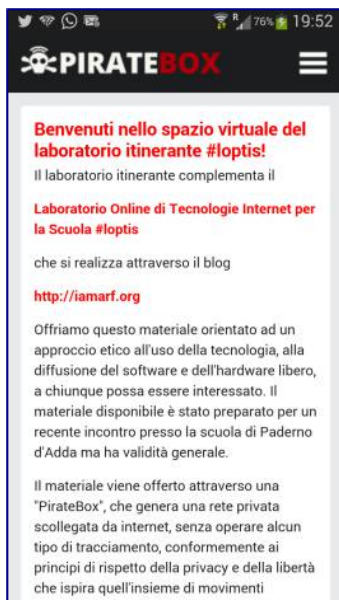 R 76% 19:52
PIRATEBOX
Benvenuti nello spazio virtuale del
laboratorio itinerante #loptis!
Il laboratorio itinerante complementa il
Laboratorio Online di Tecnologie Internet per
la Scuola #loptis
che si realizza attraverso il blog
http://iamarf.org
Offriamo questo materiale orientato ad un
approccio etico all'uso della tecnologia, alla
diffusione del software e dell'hardware libero,
a chiunque possa essere interessato. Il
materiale disponibile è stato preparato per un
recente incontro presso la scuola di Paderno
d'Adda ma ha validità generale.
Il materiale viene offerto attraverso una
"PirateBox", che genera una rete privata
scollegata da internet, senza operare alcun
tipo di tracciamento, conformemente ai
principi di rispetto della privacy e della libertà
che ispira quell'insieme di movimenti